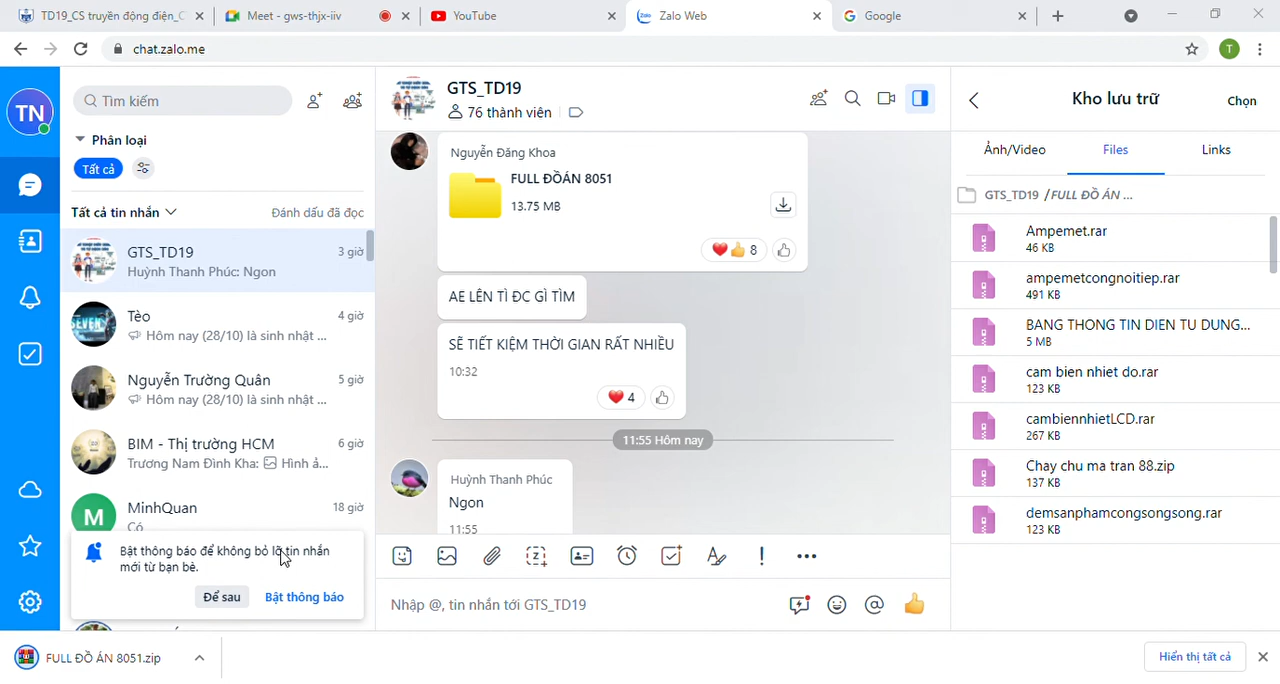 TD19_CS truyền động điện_C
Meet - gws-thjx-iiv
YouTube
Zalo Web
Google
chat.zalo.me
T
TN
Tìm kiếm
Phân loại
Tất cả
Tất cả tin nhắn
Đánh dấu đã đọc
GTS_TD19
3 giờ
Huỳnh Thanh Phúc: Ngon
Tèo
4 giờ
Hôm nay (28/10) là sinh nhật ...
Nguyễn Trường Quân
5 giờ
Hôm nay (28/10) là sinh nhật ...
BIM - Thị trường HCM
6 giờ
Trương Nam Đình Kha: Hình ả...
M
MinhQuan
18 giờ
Có
Bật thông báo để không bỏ lỡ tin nhắn
mới từ bạn bè.
Để sau
Bật thông báo
GTS_TD19
76 thành viên
Nguyễn Đăng Khoa
FULL ĐỒÁN 8051
13.75 MB
8
AE LÊN TÌ ĐC GÌ TÌM
SẼ TIẾT KIỆM THỜI GIAN RẤT NHIỀU
10:32
4
11:55 Hôm nay
Huỳnh Thanh Phúc
Ngon
11:55
Nhập @, tin nhắn tới GTS_TD19
Kho lưu trữ
Chọn
Ảnh/Video
Files
Links
GTS_TD19 /FULL ĐỒ ÁN ...
Ampemet.rar
46 KB
ampemetcongnoitiep.rar
491 KB
BANG THONG TIN DIEN TU DUNG...
5 MB
cam bien nhiet do.rar
123 KB
cambiennhietLCD.rar
267 KB
Chay chu ma tran 88.zip
137 KB
demsanphamcongsongsong.rar
123 KB
FULL ĐỒ ÁN 8051.zip
Hiển thị tất cả